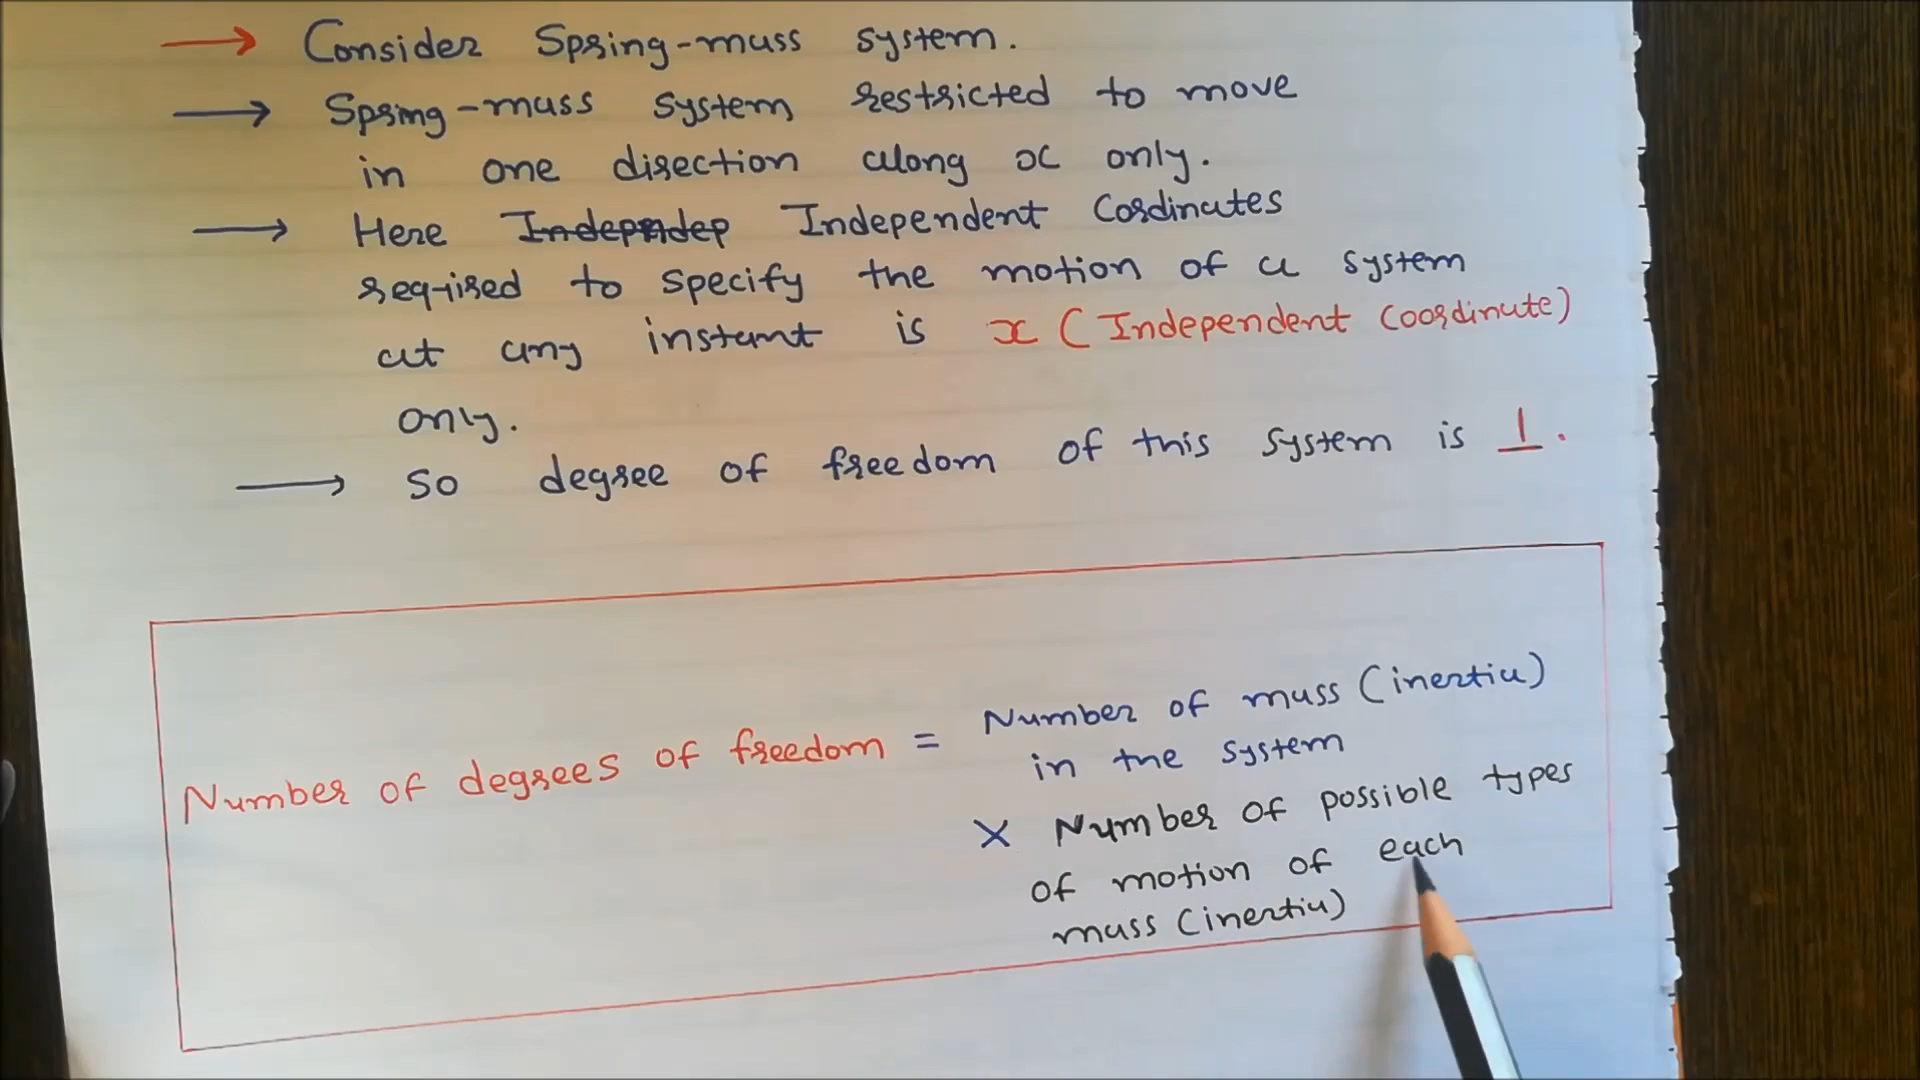 → Consider Spring-mass system.
→ Spring-mass system restricted to move
in one direction along x only.
→ Here Indepndep Independent Cordinates
required to specify the motion of a system
at any instant is x (Independent Coordinate)
only.
→ So degree of freedom of this system is 1.
Number of degrees of freedom = Number of mass (inertia)
in the system
× Number of possible types
of motion of each
mass (inertia)